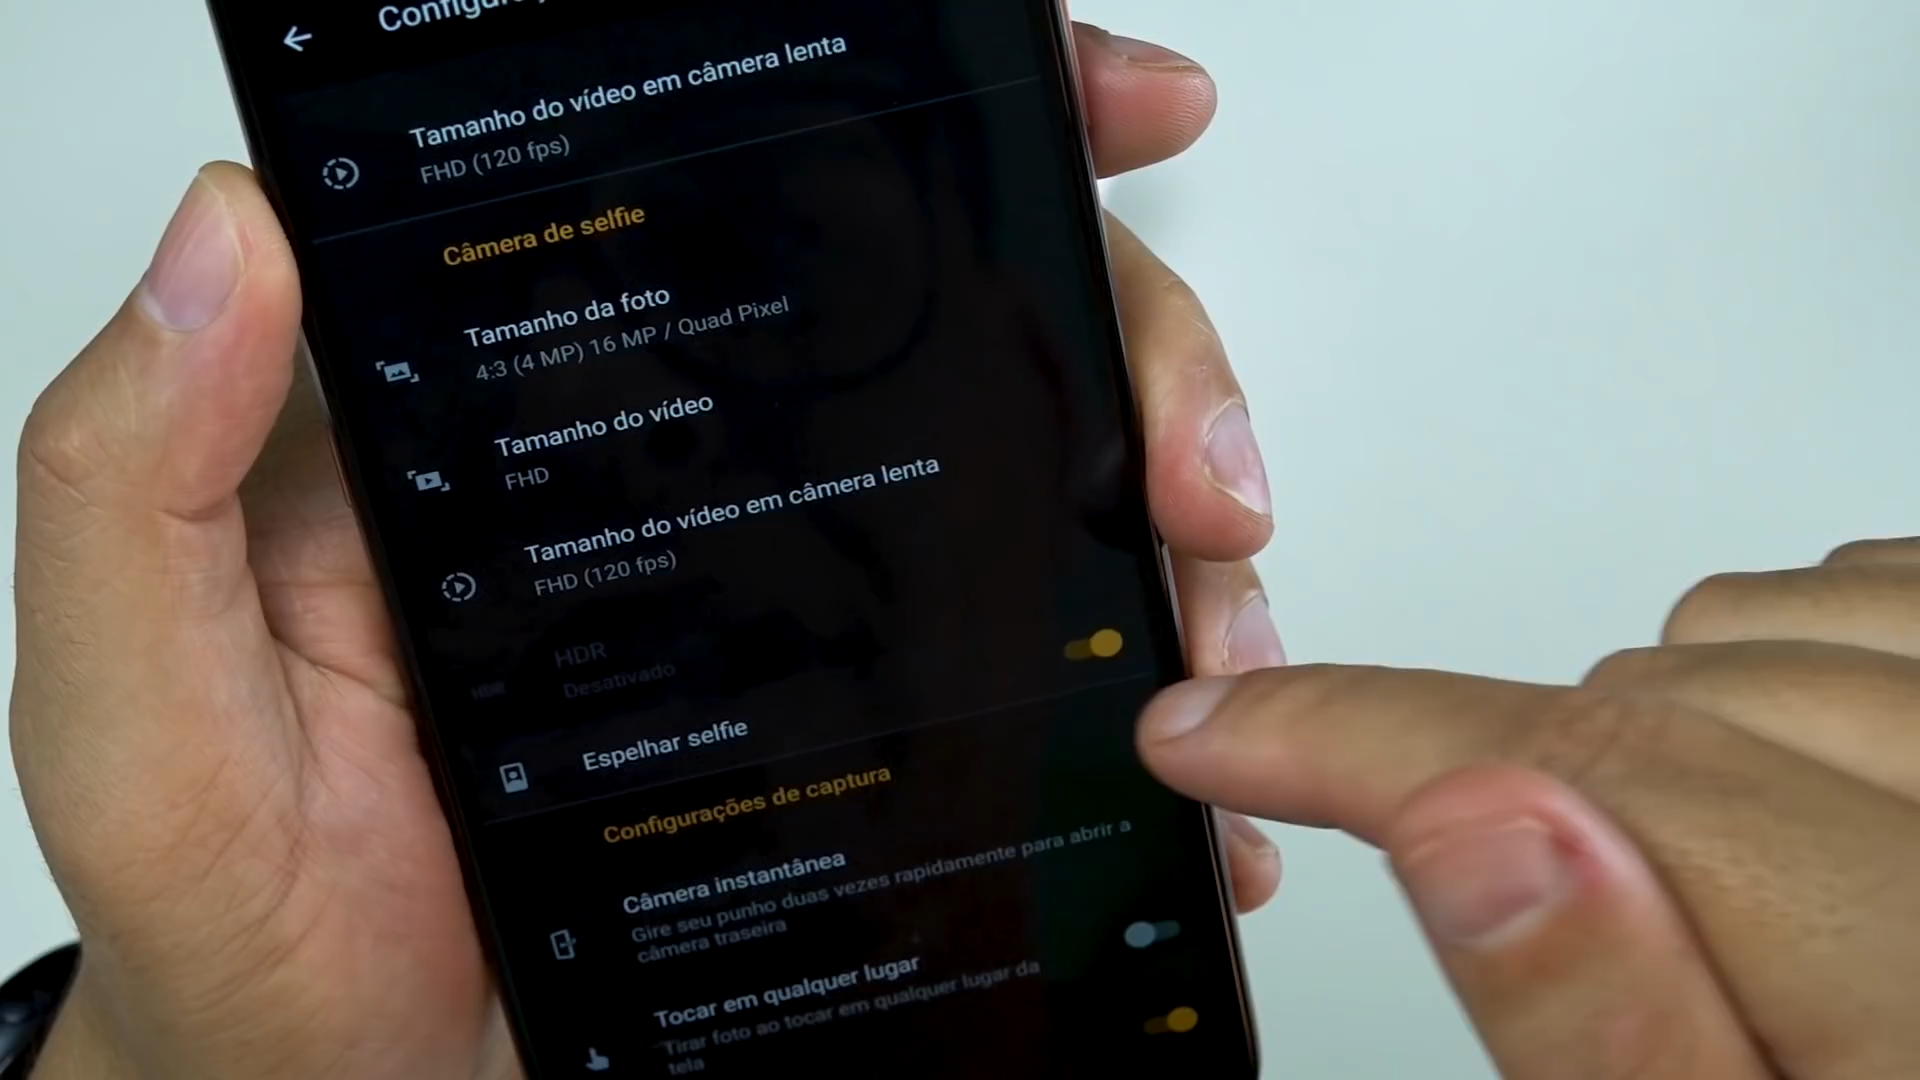 Tamanho do vídeo em câmera lenta
FHD (120 fps)
Câmera de selfie
Tamanho da foto
4:3 (4 MP) 16 MP / Quad Pixel
Tamanho do vídeo
FHD
Tamanho do vídeo em câmera lenta
FHD (120 fps)
HDR
HDR
Desativado
Espelhar selfie
Configurações de captura
Câmera instantânea
Gire seu punho duas vezes rapidamente para abrir a
câmera traseira
Tocar em qualquer lugar
Tirar foto ao tocar em qualquer lugar da
tela